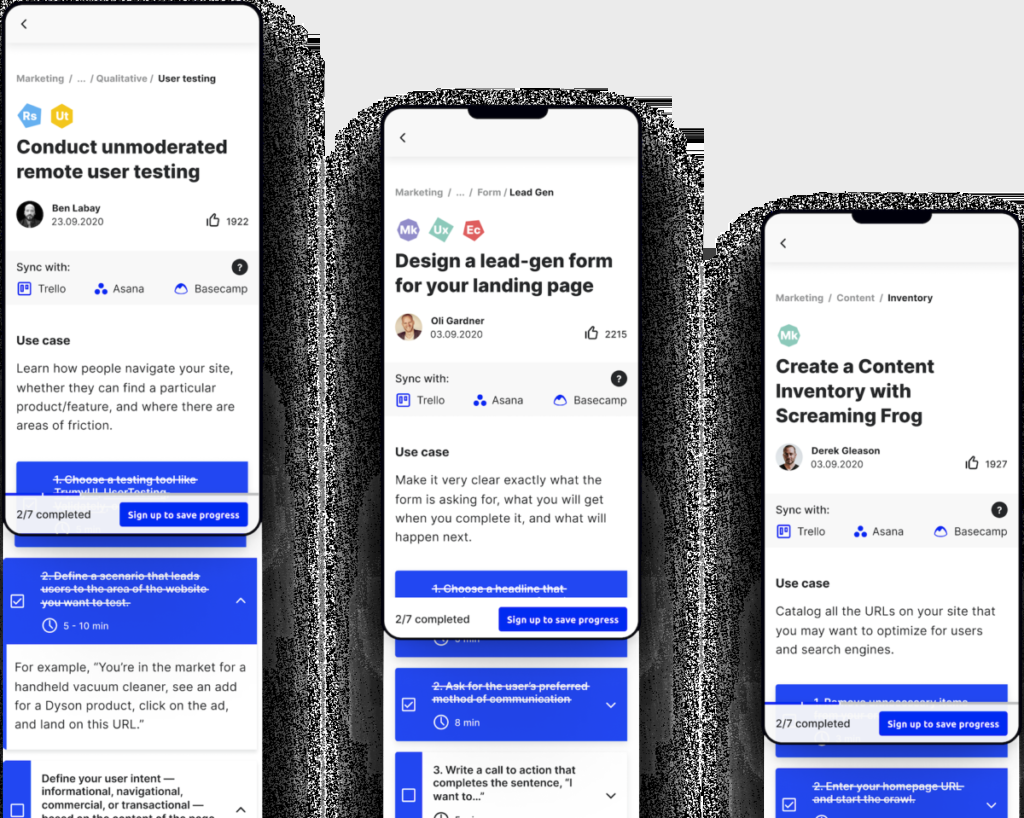 Marketing / ... / Qualitative / User testing
Rs Ut
Conduct unmoderated
remote user testing
Ben Labay
23.09.2020
1922
Sync with:
?
Trello Asana Basecamp
Use case
Learn how people navigate your site,
whether they can find a particular
product/feature, and where there are
areas of friction.
1. Choose a testing tool like
TrymyUI, UserTesting,
2/7 completed
Sign up to save progress
2. Define a scenario that leads
users to the area of the website
you want to test.
5 - 10 min
For example, “You’re in the market for a
handheld vacuum cleaner, see an add
for a Dyson product, click on the ad,
and land on this URL.”
Define your user intent —
informational, navigational,
commercial, or transactional —
based on the content of the page
Marketing / ... / Form / Lead Gen
Mk Ux Ec
Design a lead-gen form
for your landing page
Oli Gardner
03.09.2020
2215
Sync with:
?
Trello Asana Basecamp
Use case
Make it very clear exactly what the
form is asking for, what you will get
when you complete it, and what will
happen next.
1. Choose a headline that
2/7 completed
Sign up to save progress
min
2. Ask for the user’s preferred
method of communication
8 min
3. Write a call to action that
completes the sentence, “I
want to...”
Marketing / Content / Inventory
Mk
Create a Content
Inventory with
Screaming Frog
Derek Gleason
03.09.2020
1927
Sync with:
?
Trello Asana Basecamp
Use case
Catalog all the URLs on your site that
you may want to optimize for users
and search engines.
1. Remove unnecessary items
2/7 completed
Sign up to save progress
2. Enter your homepage URL
and start the crawl.